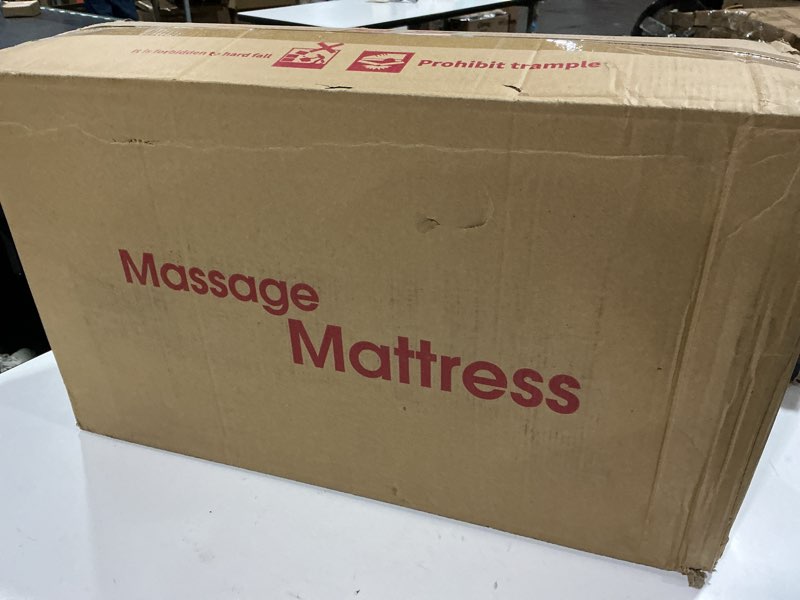 It is forbidden to hard fall
Prohibit trample
Massage
Mattress